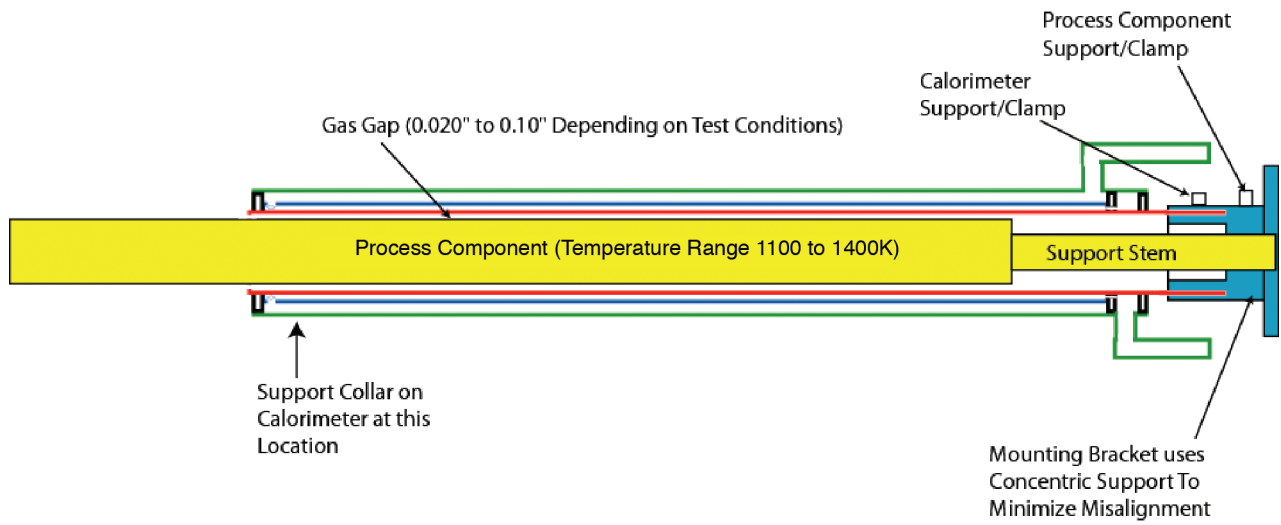 Process Component
Support/Clamp
Calorimeter
Support/Clamp
Gas Gap (0.020" to 0.10" Depending on Test Conditions)
Process Component (Temperature Range 1100 to 1400K)
Support Stem
Support Collar on
Calorimeter at this
Location
Mounting Bracket uses
Concentric Support To
Minimize Misalignment